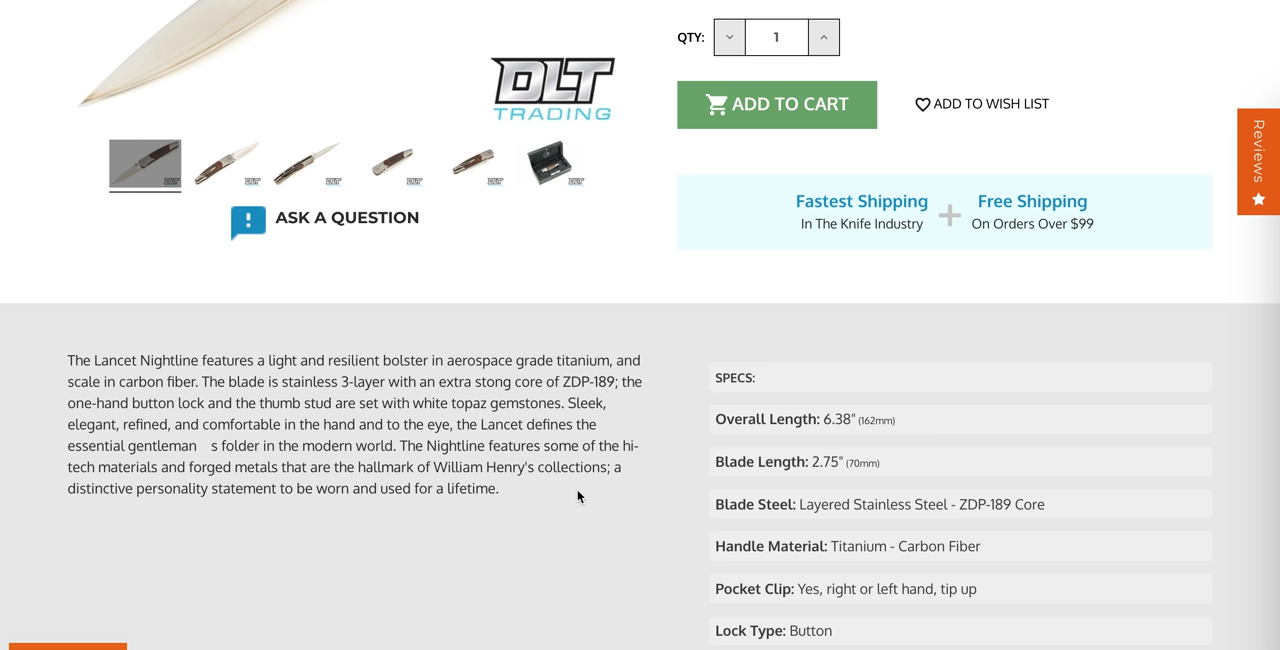 QTY: 1
DLT
TRADING
ADD TO CART
ADD TO WISH LIST
Reviews
ASK A QUESTION
Fastest Shipping
In The Knife Industry
+
Free Shipping
On Orders Over $99
The Lancet Nightline features a light and resilient bolster in aerospace grade titanium, and
scale in carbon fiber. The blade is stainless 3-layer with an extra stong core of ZDP-189; the
one-hand button lock and the thumb stud are set with white topaz gemstones. Sleek,
elegant, refined, and comfortable in the hand and to the eye, the Lancet defines the
essential gentleman s folder in the modern world. The Nightline features some of the hi-
tech materials and forged metals that are the hallmark of William Henry's collections; a
distinctive personality statement to be worn and used for a lifetime.
SPECS:
Overall Length: 6.38" (162mm)
Blade Length: 2.75" (70mm)
Blade Steel: Layered Stainless Steel - ZDP-189 Core
Handle Material: Titanium - Carbon Fiber
Pocket Clip: Yes, right or left hand, tip up
Lock Type: Button